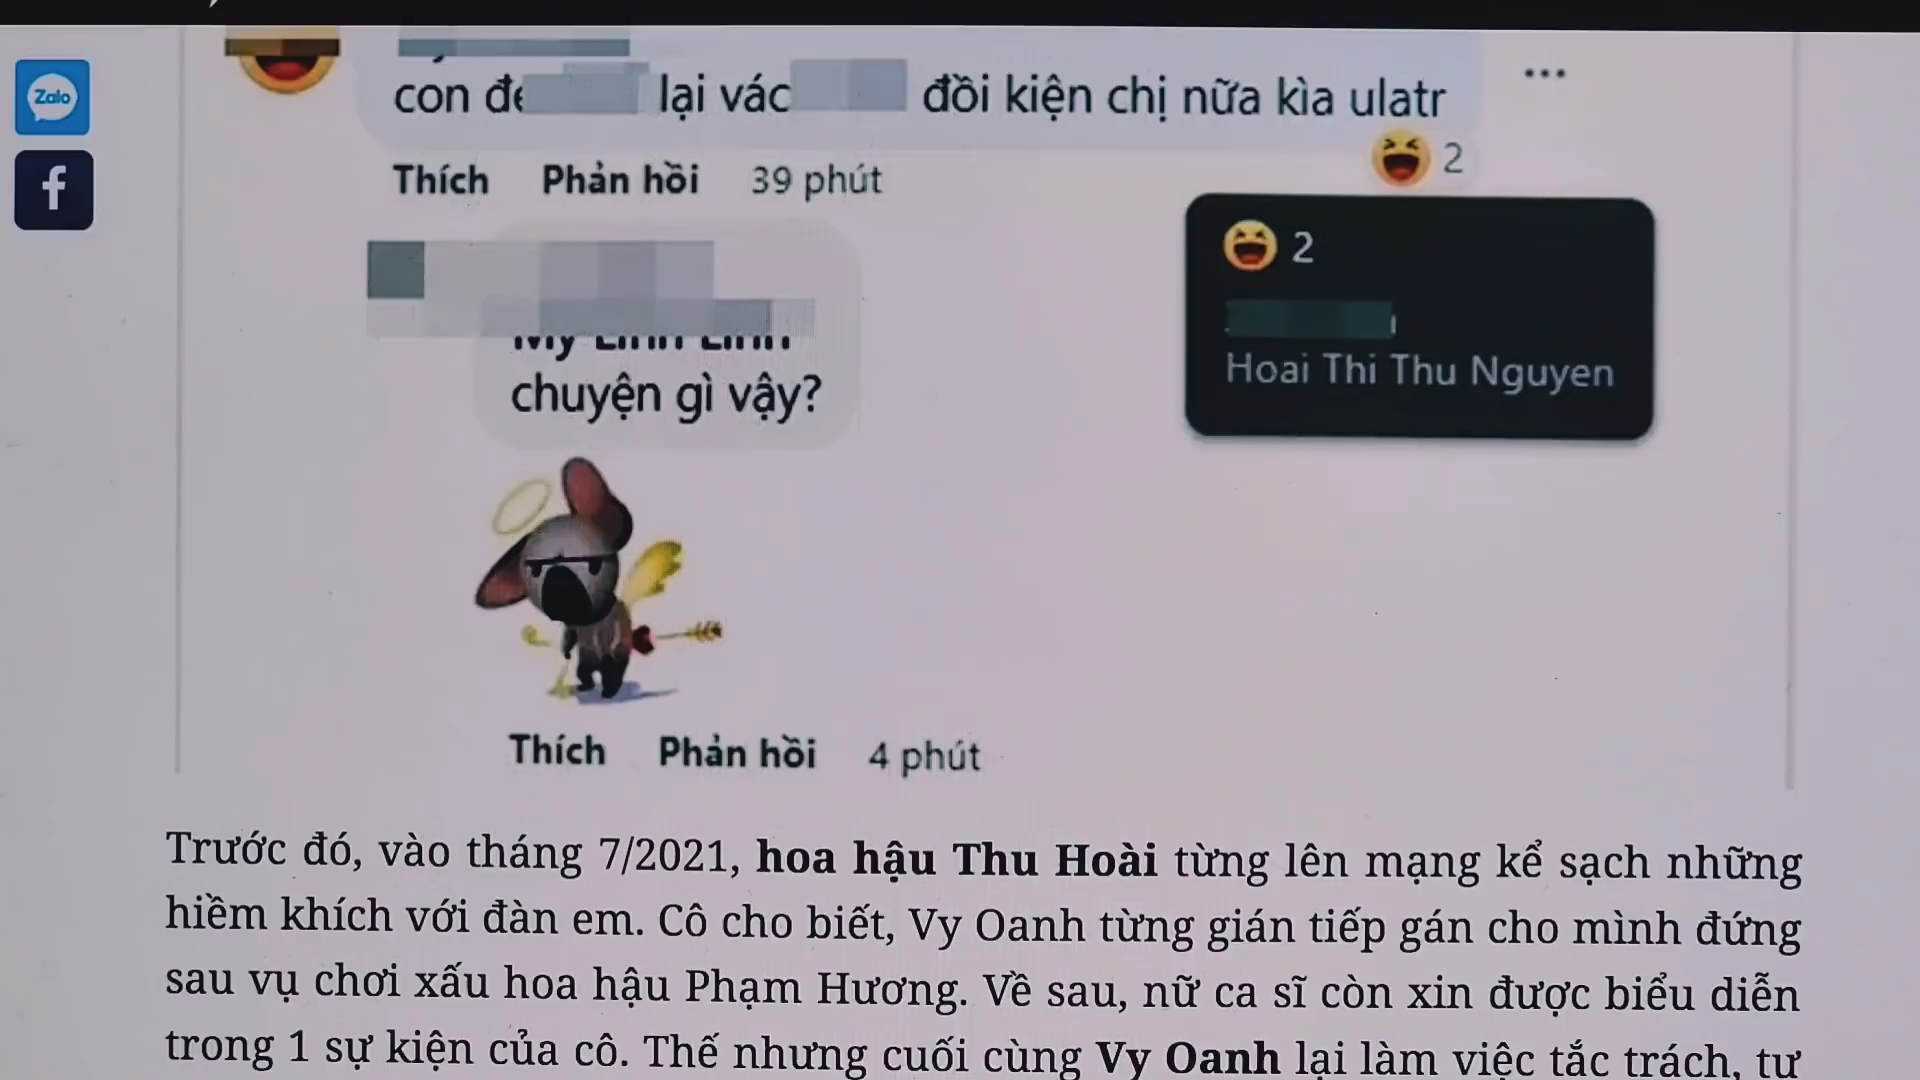 Zalo
f
con đ lại vác đồi kiện chị nữa kìa ulatr
Thích Phản hồi 39 phút
2
2
Hoai Thi Thu Nguyen
My Linh Linh
chuyện gì vậy?
Thích Phản hồi 4 phút
Trước đó, vào tháng 7/2021, hoa hậu Thu Hoài từng lên mạng kể sạch những
hiềm khích với đàn em. Cô cho biết, Vy Oanh từng gián tiếp gán cho mình đứng
sau vụ chơi xấu hoa hậu Phạm Hương. Về sau, nữ ca sĩ còn xin được biểu diễn
trong 1 sự kiện của cô. Thế nhưng cuối cùng Vy Oanh lại làm việc tắc trách, tư